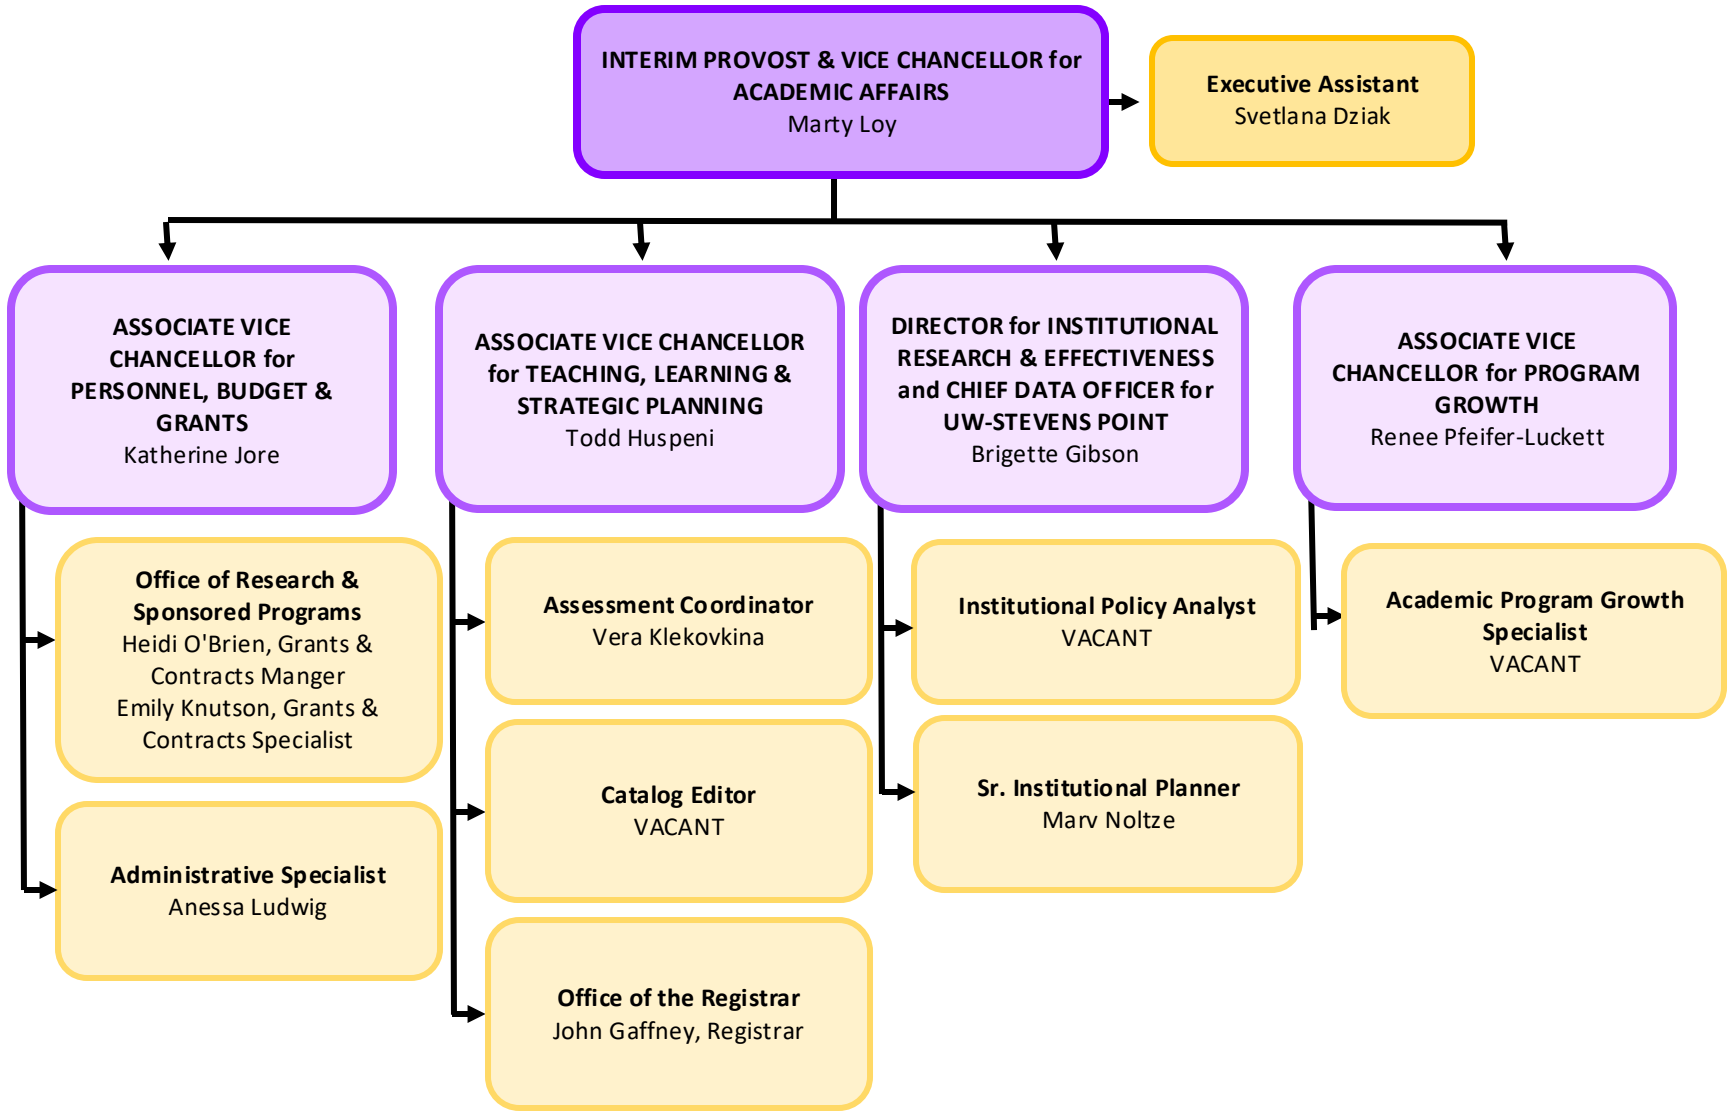 INTERIM PROVOST & VICE CHANCELLOR for
ACADEMIC AFFAIRS
Marty Loy
Executive Assistant
Svetlana Dziak
ASSOCIATE VICE
CHANCELLOR for
PERSONNEL, BUDGET &
GRANTS
Katherine Jore
ASSOCIATE VICE CHANCELLOR
for TEACHING, LEARNING &
STRATEGIC PLANNING
Todd Huspeni
DIRECTOR for INSTITUTIONAL
RESEARCH & EFFECTIVENESS
and CHIEF DATA OFFICER for
UW-STEVENS POINT
Brigette Gibson
ASSOCIATE VICE
CHANCELLOR for PROGRAM
GROWTH
Renee Pfeifer-Luckett
Office of Research &
Sponsored Programs
Heidi O'Brien, Grants &
Contracts Manger
Emily Knutson, Grants &
Contracts Specialist
Administrative Specialist
Anessa Ludwig
Assessment Coordinator
Vera Klekovkina
Catalog Editor
VACANT
Office of the Registrar
John Gaffney, Registrar
Institutional Policy Analyst
VACANT
Sr. Institutional Planner
Marv Noltze
Academic Program Growth
Specialist
VACANT